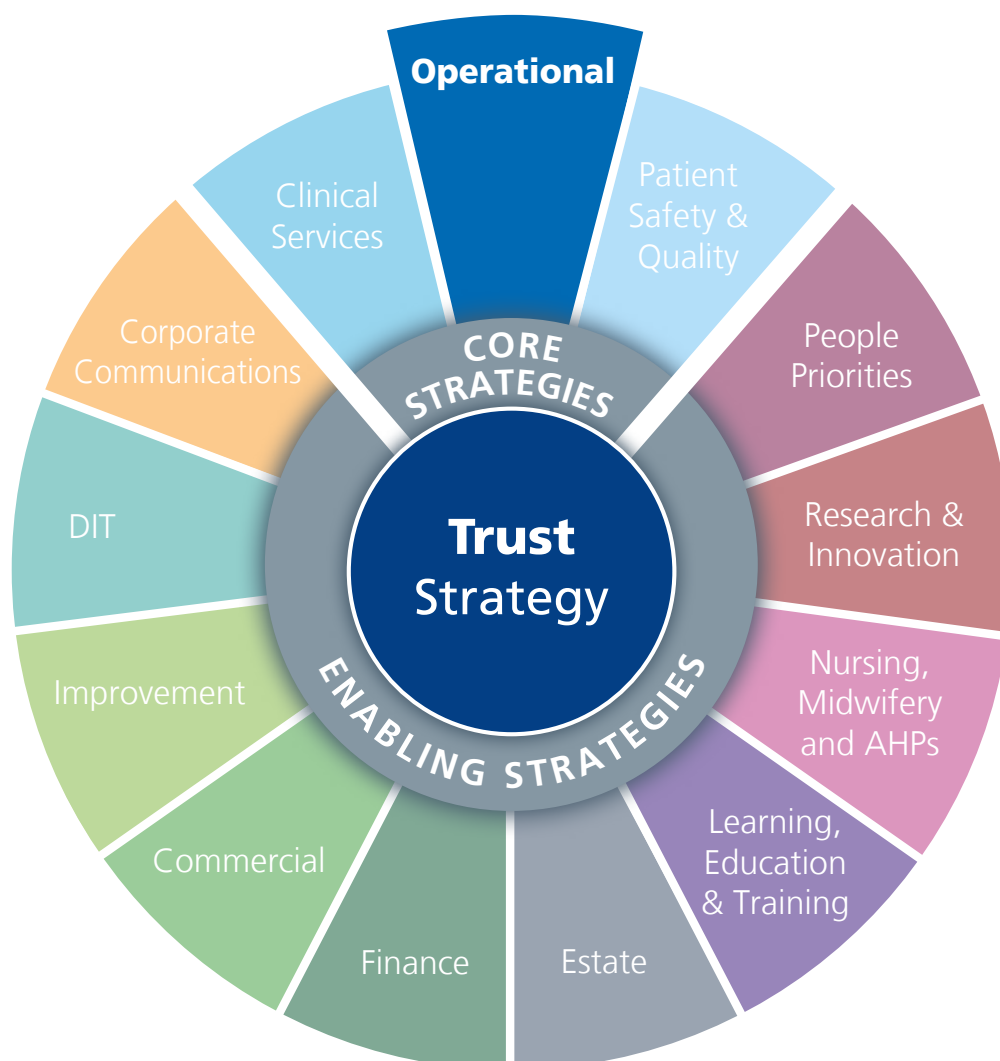 Operational
Patient
Safety &
Quality
People
Priorities
Research &
Innovation
Nursing,
Midwifery
and AHPs
Learning,
Education
& Training
Estate
Finance
Commercial
Improvement
DIT
Corporate
Communications
Clinical
Services
CORE
STRATEGIES
Trust
Strategy
ENABLING STRATEGIES